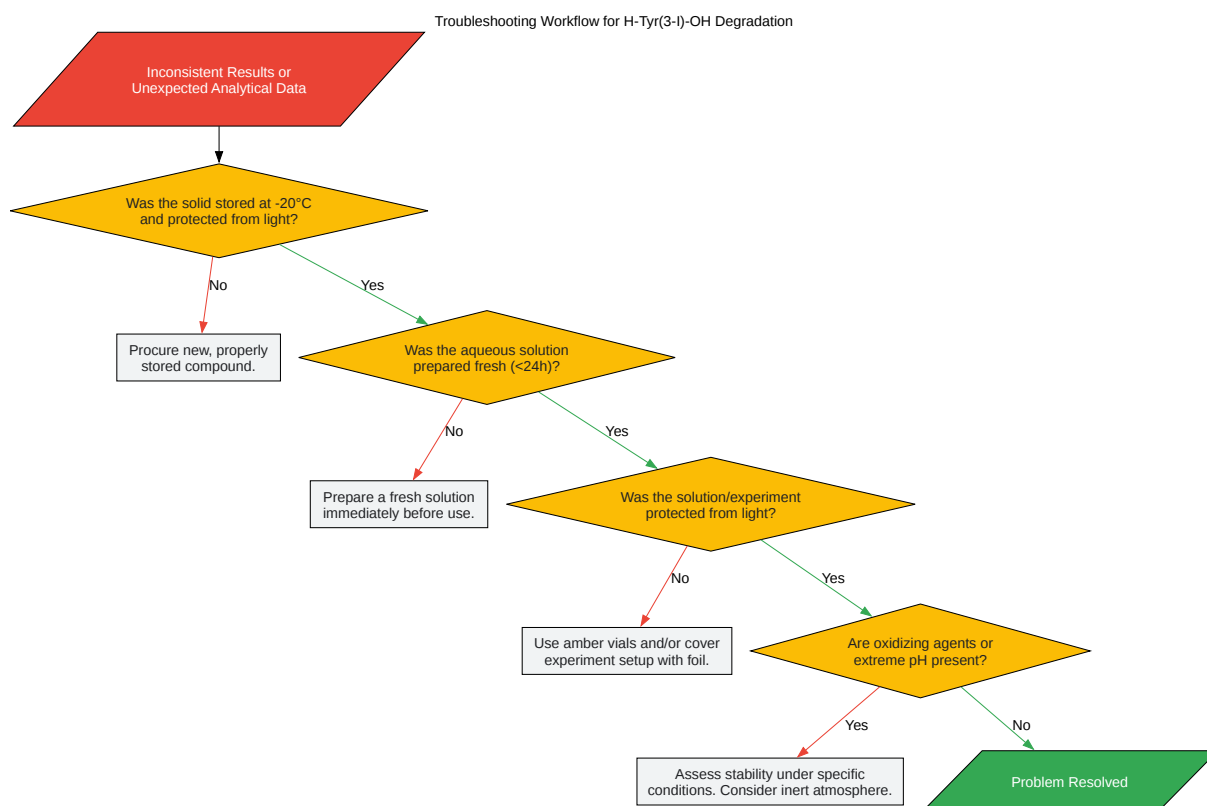 Troubleshooting Workflow for H-Tyr(3-I)-OH Degradation
Inconsistent Results or
Unexpected Analytical Data
Was the solid stored at -20°C
and protected from light?
No
Yes
Procure new, properly
stored compound.
Was the aqueous solution
prepared fresh (<24h)?
No
Yes
Prepare a fresh solution
immediately before use.
Was the solution/experiment
protected from light?
No
Yes
Use amber vials and/or cover
experiment setup with foil.
Are oxidizing agents or
extreme pH present?
Yes
No
Assess stability under specific
conditions. Consider inert atmosphere.
Problem Resolved